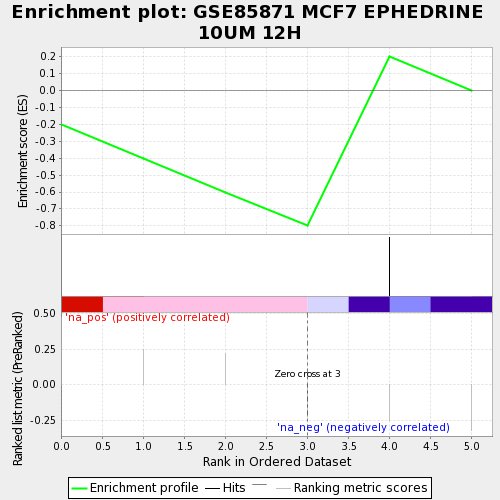 Enrichment plot: GSE85871 MCF7 EPHEDRINE
10UM 12H
Enrichment score (ES)
0.2
0.1
0.0
-0.1
-0.2
-0.3
-0.4
-0.5
-0.6
-0.7
-0.8
'na_pos' (positively correlated)
Zero cross at 3
'na_neg' (negatively correlated)
Ranked list metric (PreRanked)
0.50
0.25
0.00
-0.25
0.0 0.5 1.0 1.5 2.0 2.5 3.0 3.5 4.0 4.5 5.0
Rank in Ordered Dataset
Enrichment profile Hits Ranking metric scores